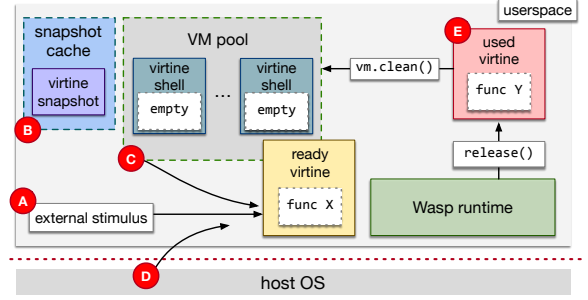 userspace
snapshot
cache
virtine
snapshot
B
VM pool
virtine
shell
empty
...
virtine
shell
empty
vm.clean()
E
used
virtine
func Y
release()
Wasp runtime
C
ready
virtine
func X
A
external stimulus
D
host OS